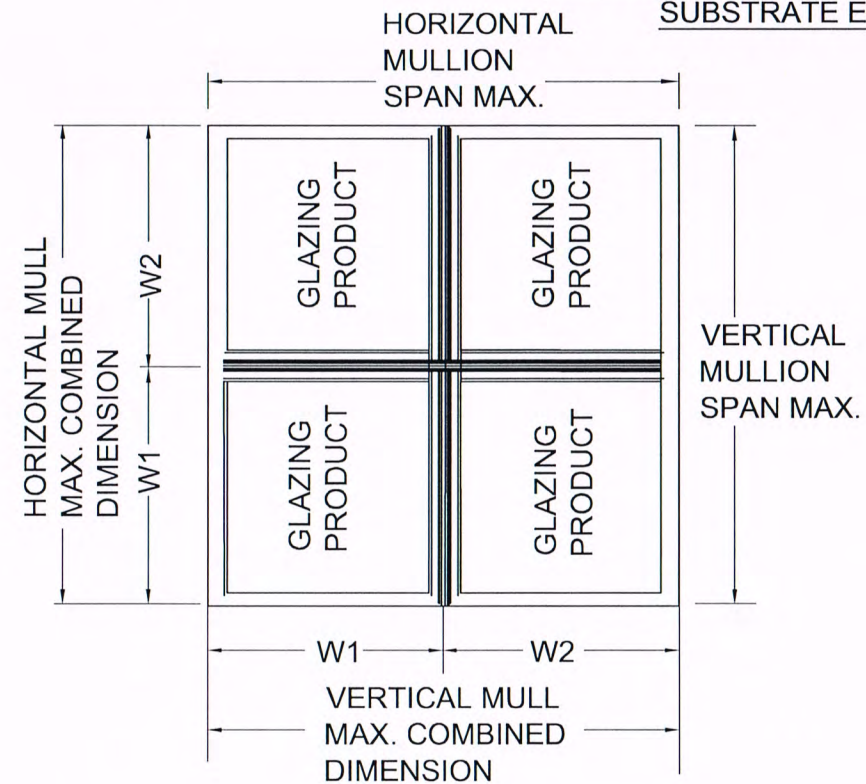 SUBSTRATE E
HORIZONTAL
MULLION
SPAN MAX.
HORIZONTAL MULL
MAX. COMBINED
DIMENSION
W2
W1
GLAZING
PRODUCT
GLAZING
PRODUCT
GLAZING
PRODUCT
GLAZING
PRODUCT
VERTICAL
MULLION
SPAN MAX.
W1
W2
VERTICAL MULL
MAX. COMBINED
DIMENSION